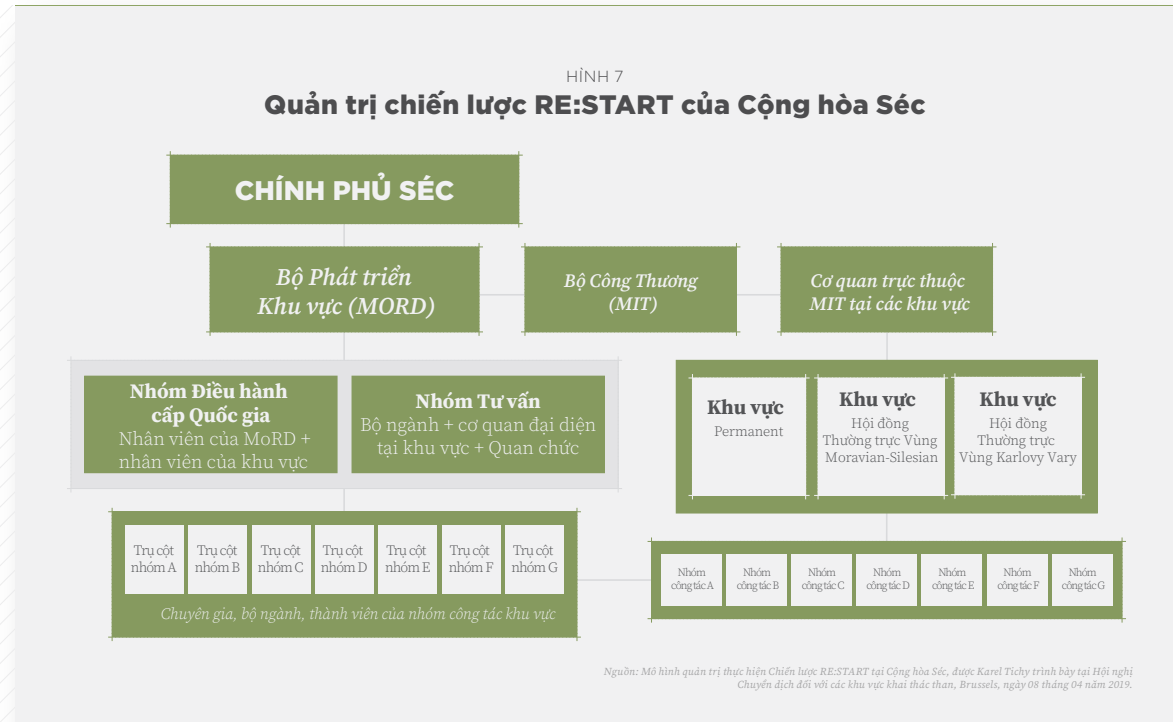 HÌNH 7
Quản trị chiến lược RE:START của Cộng hòa Séc
CHÍNH PHỦ SÉC
Bộ Phát triển
Khu vực (MORD)
Bộ Công Thương
(MIT)
Cơ quan trực thuộc
MIT tại các khu vực
Nhóm Điều hành
cấp Quốc gia
Nhân viên của MoRD +
nhân viên của khu vực
Nhóm Tư vấn
Bộ ngành + cơ quan đại diện
tại khu vực + Quan chức
Khu vực
Permanent
Khu vực
Hội đồng
Thường trực Vùng
Moravian-Silesian
Khu vực
Hội đồng
Thường trực
Vùng Karlovy Vary
Trụ cột
nhóm A
Trụ cột
nhóm B
Trụ cột
nhóm C
Trụ cột
nhóm D
Trụ cột
nhóm E
Trụ cột
nhóm F
Trụ cột
nhóm G
Chuyên gia, bộ ngành, thành viên của nhóm công tác khu vực
Nhóm
công tác A
Nhóm
công tác B
Nhóm
công tác C
Nhóm
công tác D
Nhóm
công tác E
Nhóm
công tác F
Nhóm
công tác G
Nguồn: Mô hình quản trị thực hiện Chiến lược RE:START tại Cộng hòa Séc, được Karel Tichy trình bày tại Hội nghị
Chuyển dịch đối với các khu vực khai thác than, Brussels, ngày 08 tháng 04 năm 2019.